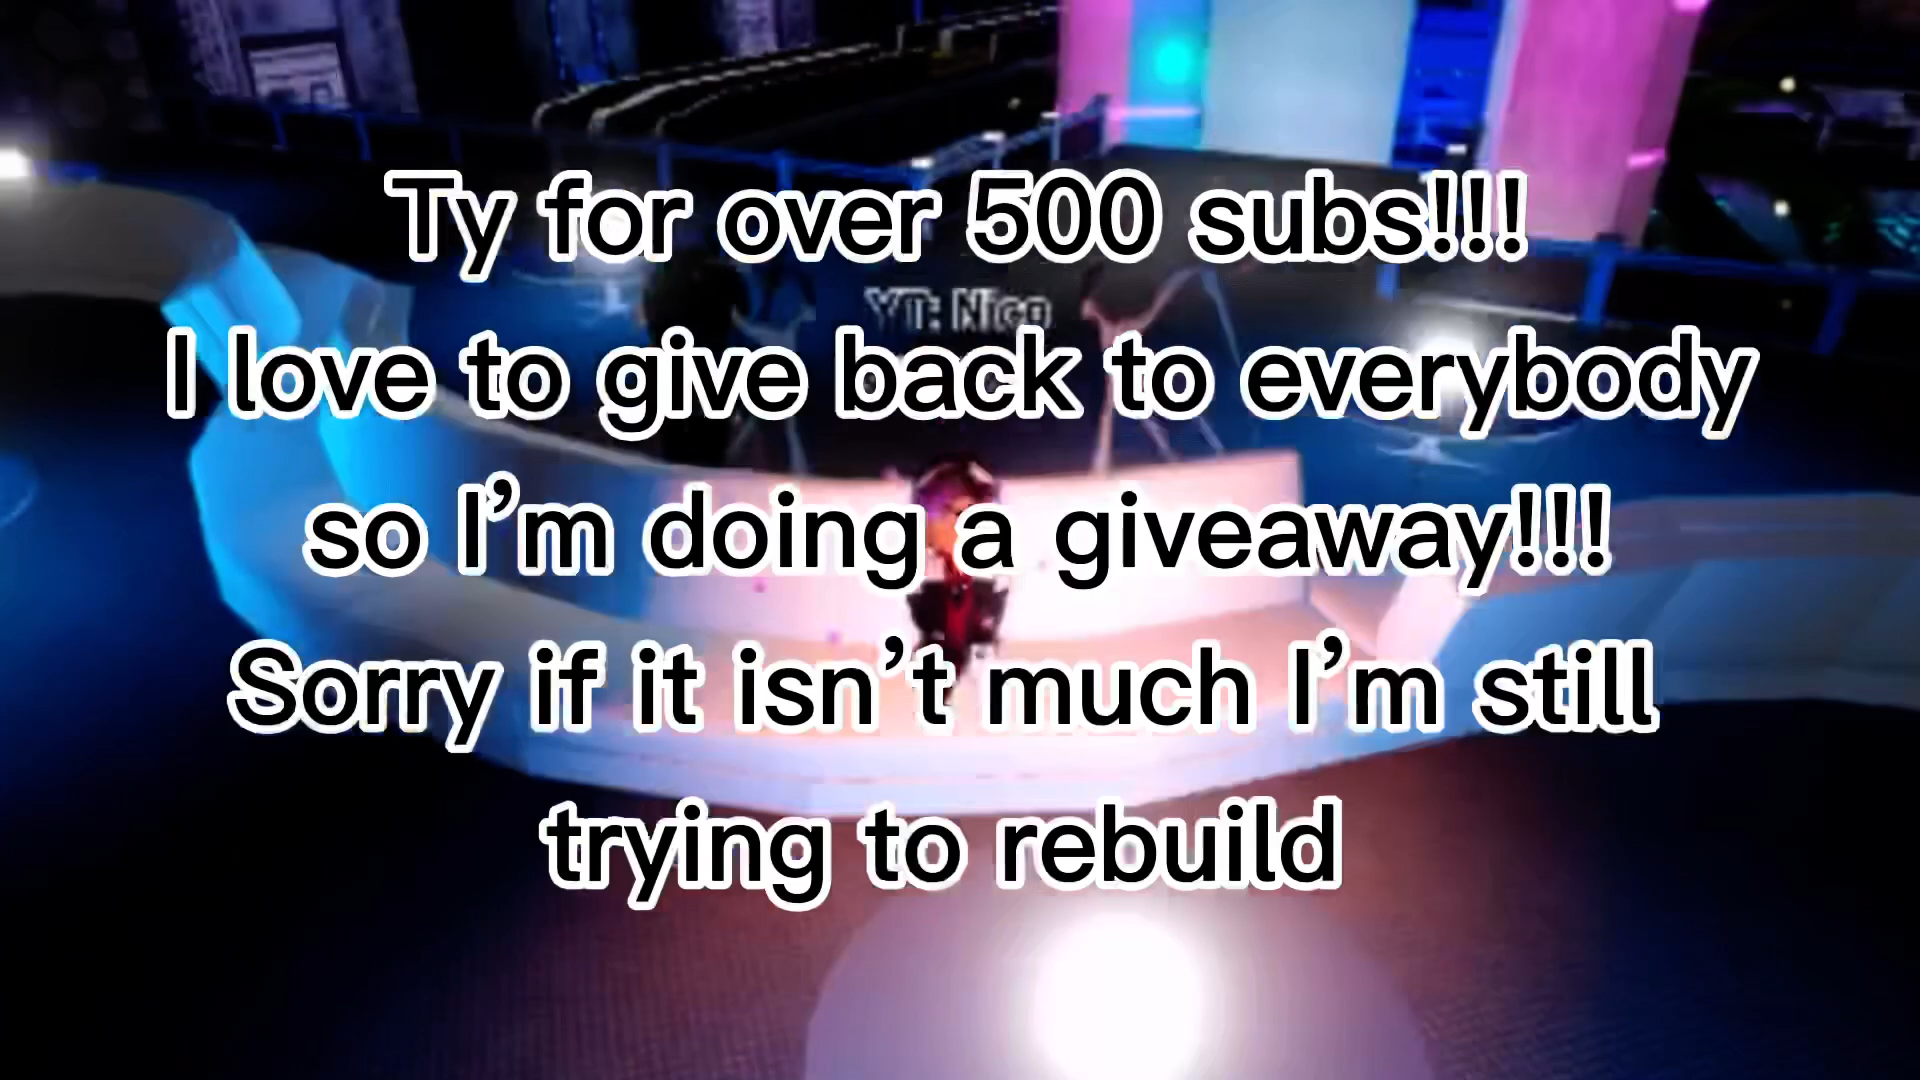 Ty for over 500 subs!!!
YT: Nico
I love to give back to everybody
so I’m doing a giveaway!!!
Sorry if it isn’t much I’m still
trying to rebuild